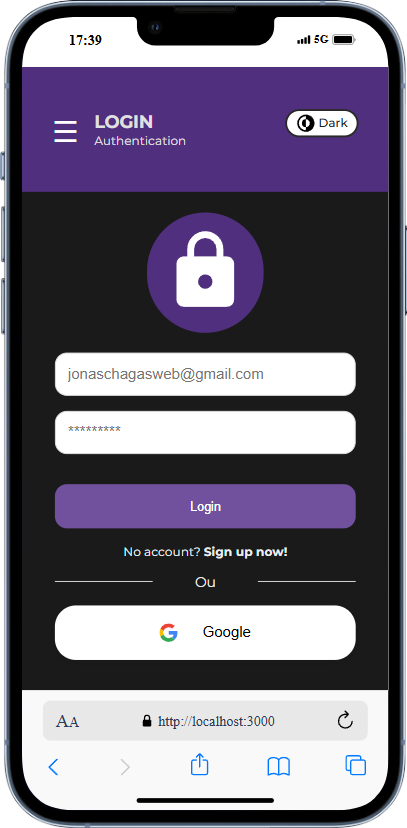 17:39
5G
LOGIN
Authentication
Dark
jonaschagasweb@gmail.com
*********
Login
No account? Sign up now!
Ou
Google
AA
http://localhost:3000